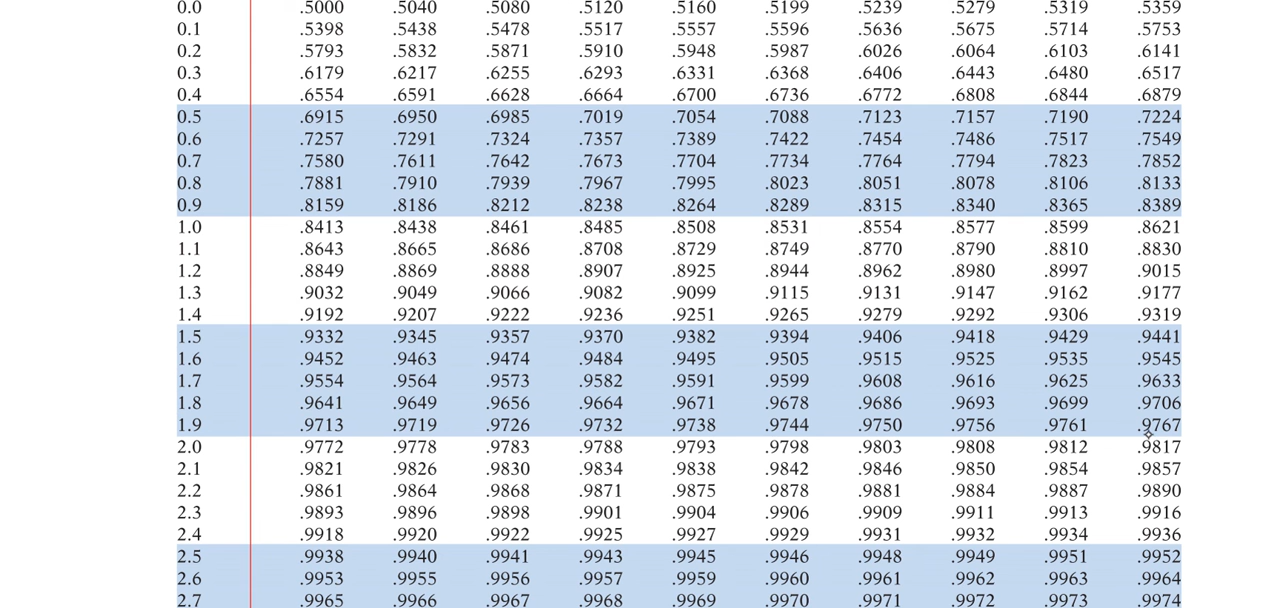 0.0 .5000 .5040 .5080 .5120 .5160 .5199 .5239 .5279 .5319 .5359
0.1 .5398 .5438 .5478 .5517 .5557 .5596 .5636 .5675 .5714 .5753
0.2 .5793 .5832 .5871 .5910 .5948 .5987 .6026 .6064 .6103 .6141
0.3 .6179 .6217 .6255 .6293 .6331 .6368 .6406 .6443 .6480 .6517
0.4 .6554 .6591 .6628 .6664 .6700 .6736 .6772 .6808 .6844 .6879
0.5 .6915 .6950 .6985 .7019 .7054 .7088 .7123 .7157 .7190 .7224
0.6 .7257 .7291 .7324 .7357 .7389 .7422 .7454 .7486 .7517 .7549
0.7 .7580 .7611 .7642 .7673 .7704 .7734 .7764 .7794 .7823 .7852
0.8 .7881 .7910 .7939 .7967 .7995 .8023 .8051 .8078 .8106 .8133
0.9 .8159 .8186 .8212 .8238 .8264 .8289 .8315 .8340 .8365 .8389
1.0 .8413 .8438 .8461 .8485 .8508 .8531 .8554 .8577 .8599 .8621
1.1 .8643 .8665 .8686 .8708 .8729 .8749 .8770 .8790 .8810 .8830
1.2 .8849 .8869 .8888 .8907 .8925 .8944 .8962 .8980 .8997 .9015
1.3 .9032 .9049 .9066 .9082 .9099 .9115 .9131 .9147 .9162 .9177
1.4 .9192 .9207 .9222 .9236 .9251 .9265 .9279 .9292 .9306 .9319
1.5 .9332 .9345 .9357 .9370 .9382 .9394 .9406 .9418 .9429 .9441
1.6 .9452 .9463 .9474 .9484 .9495 .9505 .9515 .9525 .9535 .9545
1.7 .9554 .9564 .9573 .9582 .9591 .9599 .9608 .9616 .9625 .9633
1.8 .9641 .9649 .9656 .9664 .9671 .9678 .9686 .9693 .9699 .9706
1.9 .9713 .9719 .9726 .9732 .9738 .9744 .9750 .9756 .9761 .9767
2.0 .9772 .9778 .9783 .9788 .9793 .9798 .9803 .9808 .9812 .9817
2.1 .9821 .9826 .9830 .9834 .9838 .9842 .9846 .9850 .9854 .9857
2.2 .9861 .9864 .9868 .9871 .9875 .9878 .9881 .9884 .9887 .9890
2.3 .9893 .9896 .9898 .9901 .9904 .9906 .9909 .9911 .9913 .9916
2.4 .9918 .9920 .9922 .9925 .9927 .9929 .9931 .9932 .9934 .9936
2.5 .9938 .9940 .9941 .9943 .9945 .9946 .9948 .9949 .9951 .9952
2.6 .9953 .9955 .9956 .9957 .9959 .9960 .9961 .9962 .9963 .9964
2.7 .9965 .9966 .9967 .9968 .9969 .9970 .9971 .9972 .9973 .9974